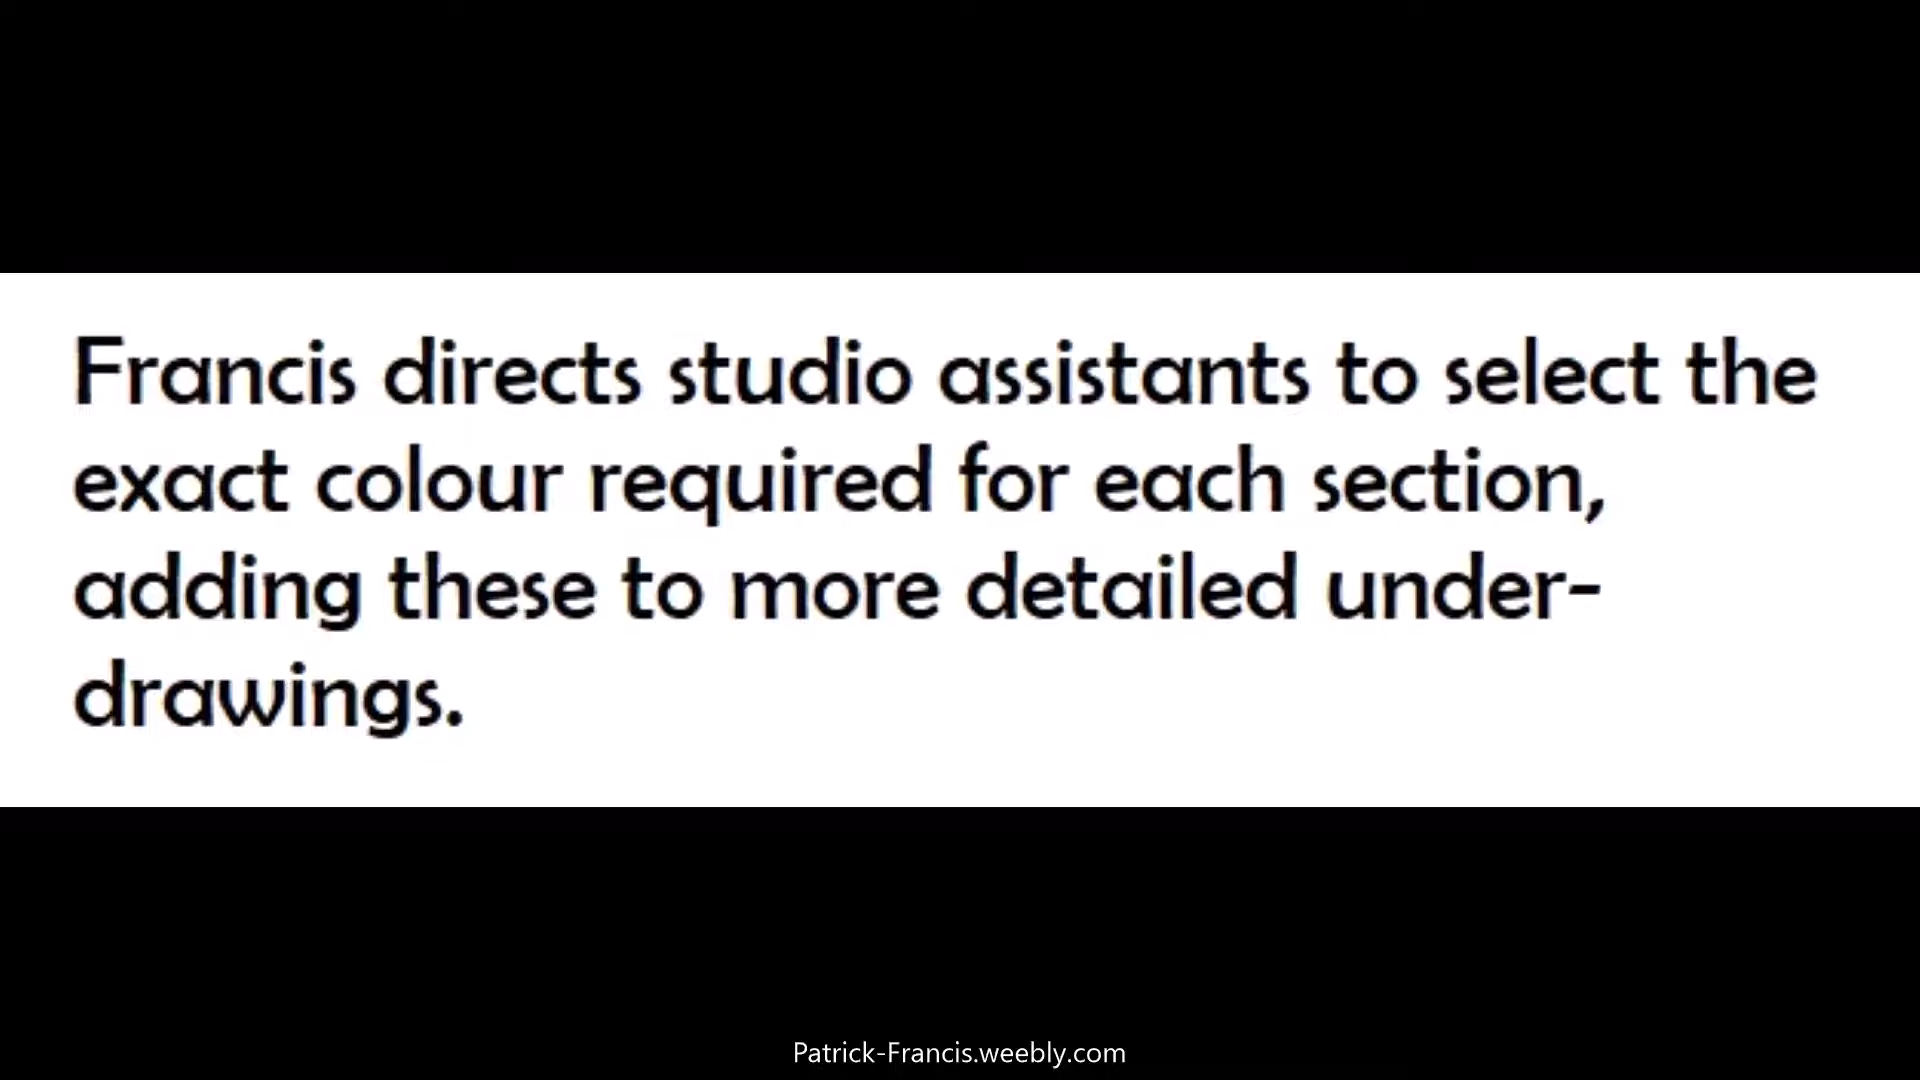 Francis directs studio assistants to select the
exact colour required for each section,
adding these to more detailed under-
drawings.
Patrick-Francis.weebly.com